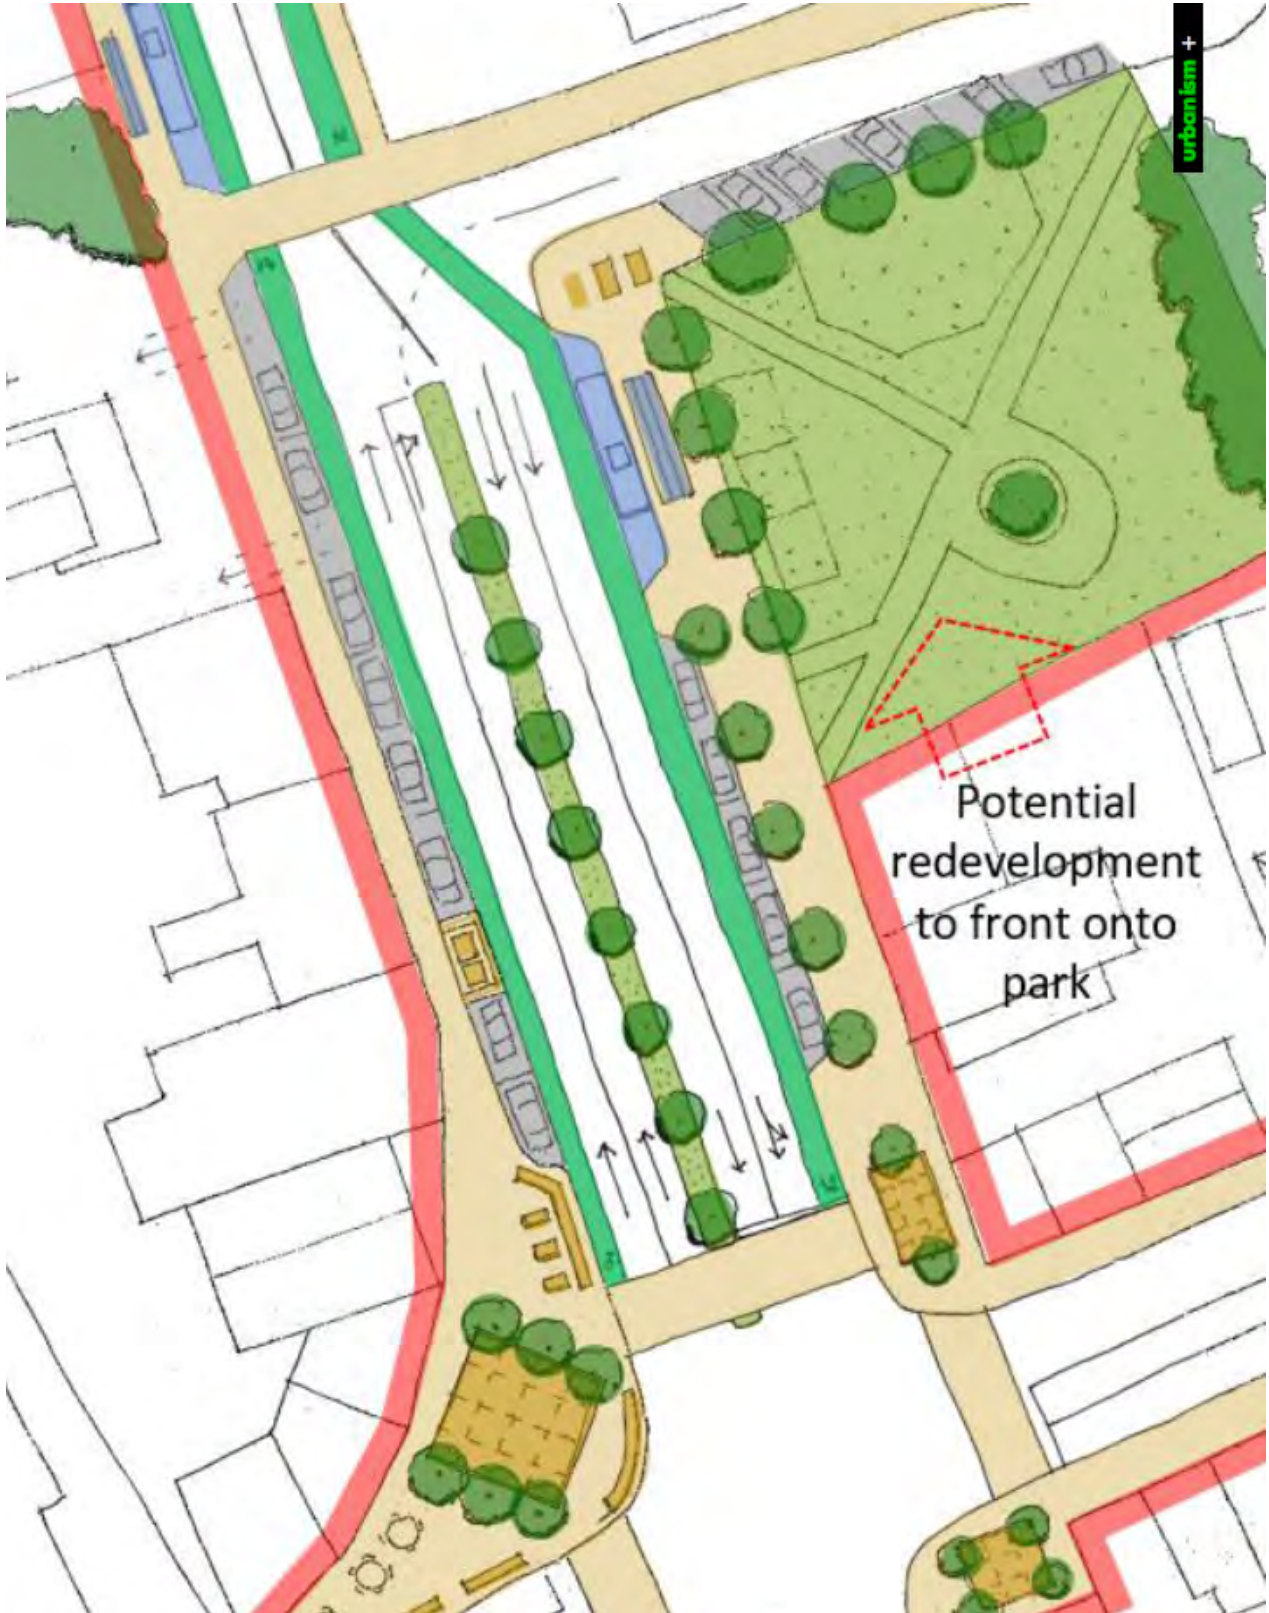 urbanism +
Potential
redevelopment
to front onto
park